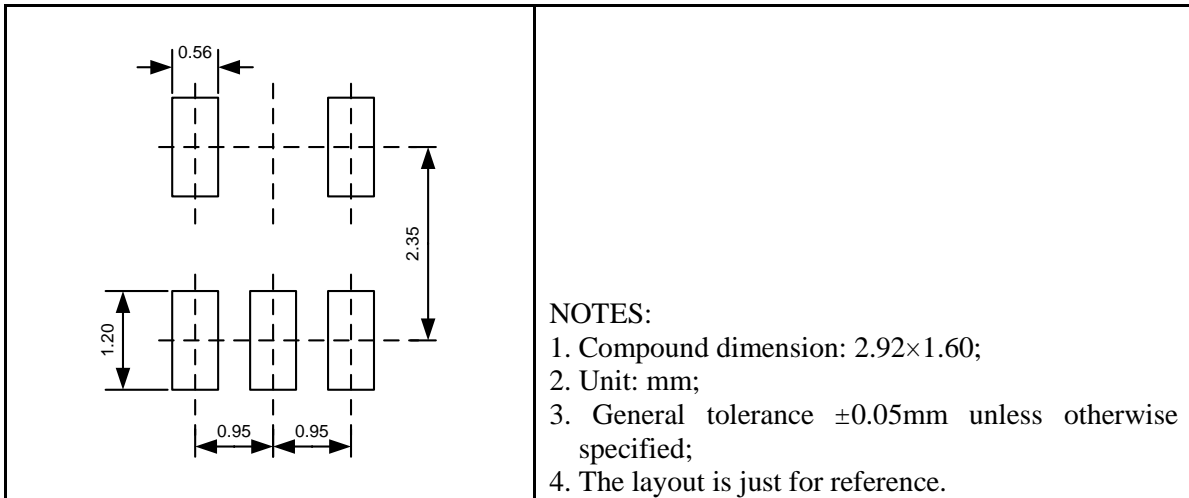 0.56
2.35
1.20
0.95 0.95
NOTES:
1. Compound dimension: 2.92×1.60;
2. Unit: mm;
3. General tolerance ±0.05mm unless otherwise
specified;
4. The layout is just for reference.